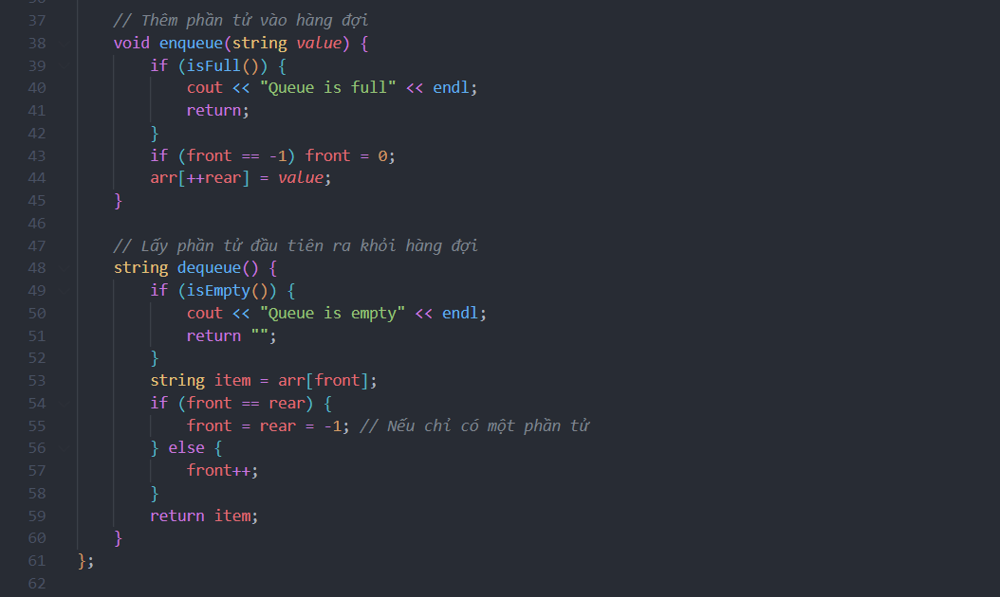 36
37 // Thêm phần tử vào hàng đợi
38 void enqueue(string value) {
39 if (isFull()) {
40 cout << "Queue is full" << endl;
41 return;
42 }
43 if (front == -1) front = 0;
44 arr[++rear] = value;
45 }
46
47 // Lấy phần tử đầu tiên ra khỏi hàng đợi
48 string dequeue() {
49 if (isEmpty()) {
50 cout << "Queue is empty" << endl;
51 return "";
52 }
53 string item = arr[front];
54 if (front == rear) {
55 front = rear = -1; // Nếu chỉ có một phần tử
56 } else {
57 front++;
58 }
59 return item;
60 }
61 };
62